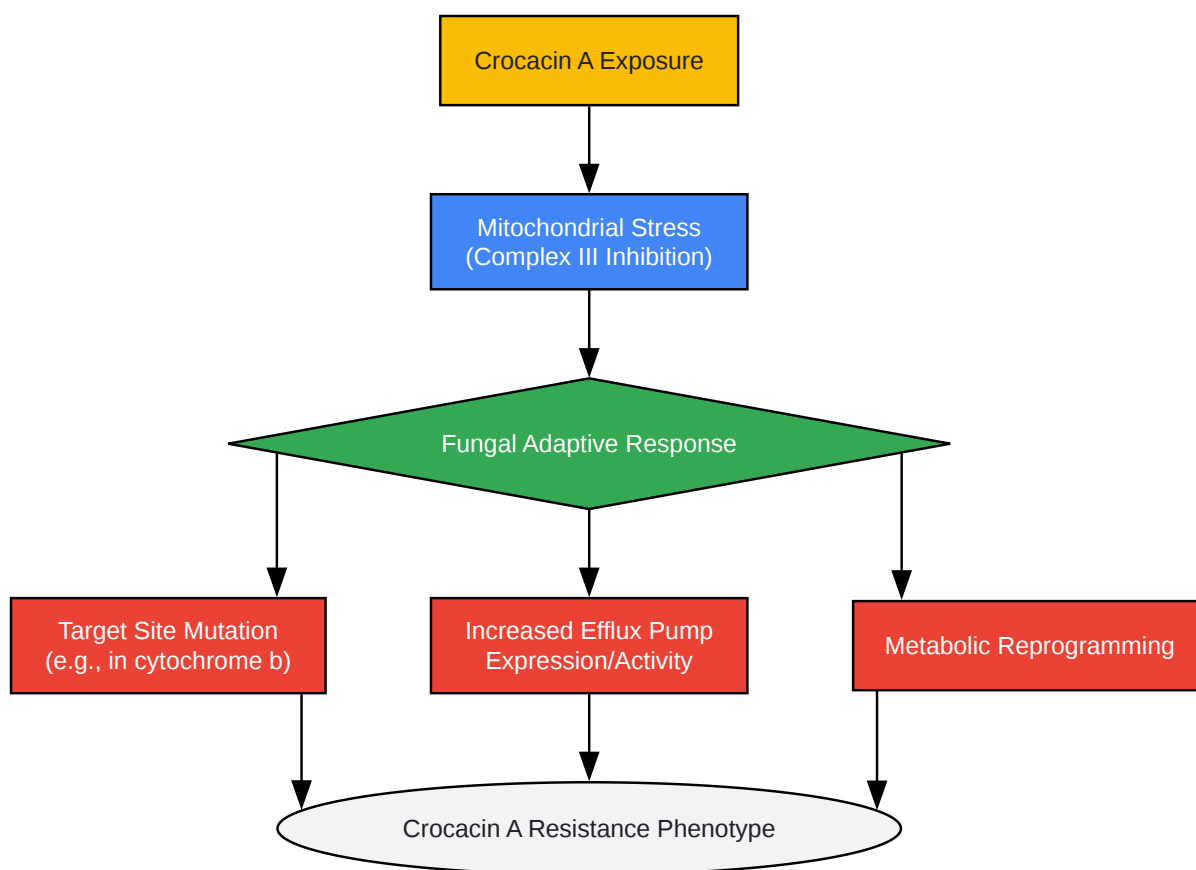 Crocacin A Exposure
Mitochondrial Stress
(Complex III Inhibition)
Fungal Adaptive Response
Target Site Mutation
(e.g., in cytochrome b)
Increased Efflux Pump
Expression/Activity
Metabolic Reprogramming
Crocacin A Resistance Phenotype